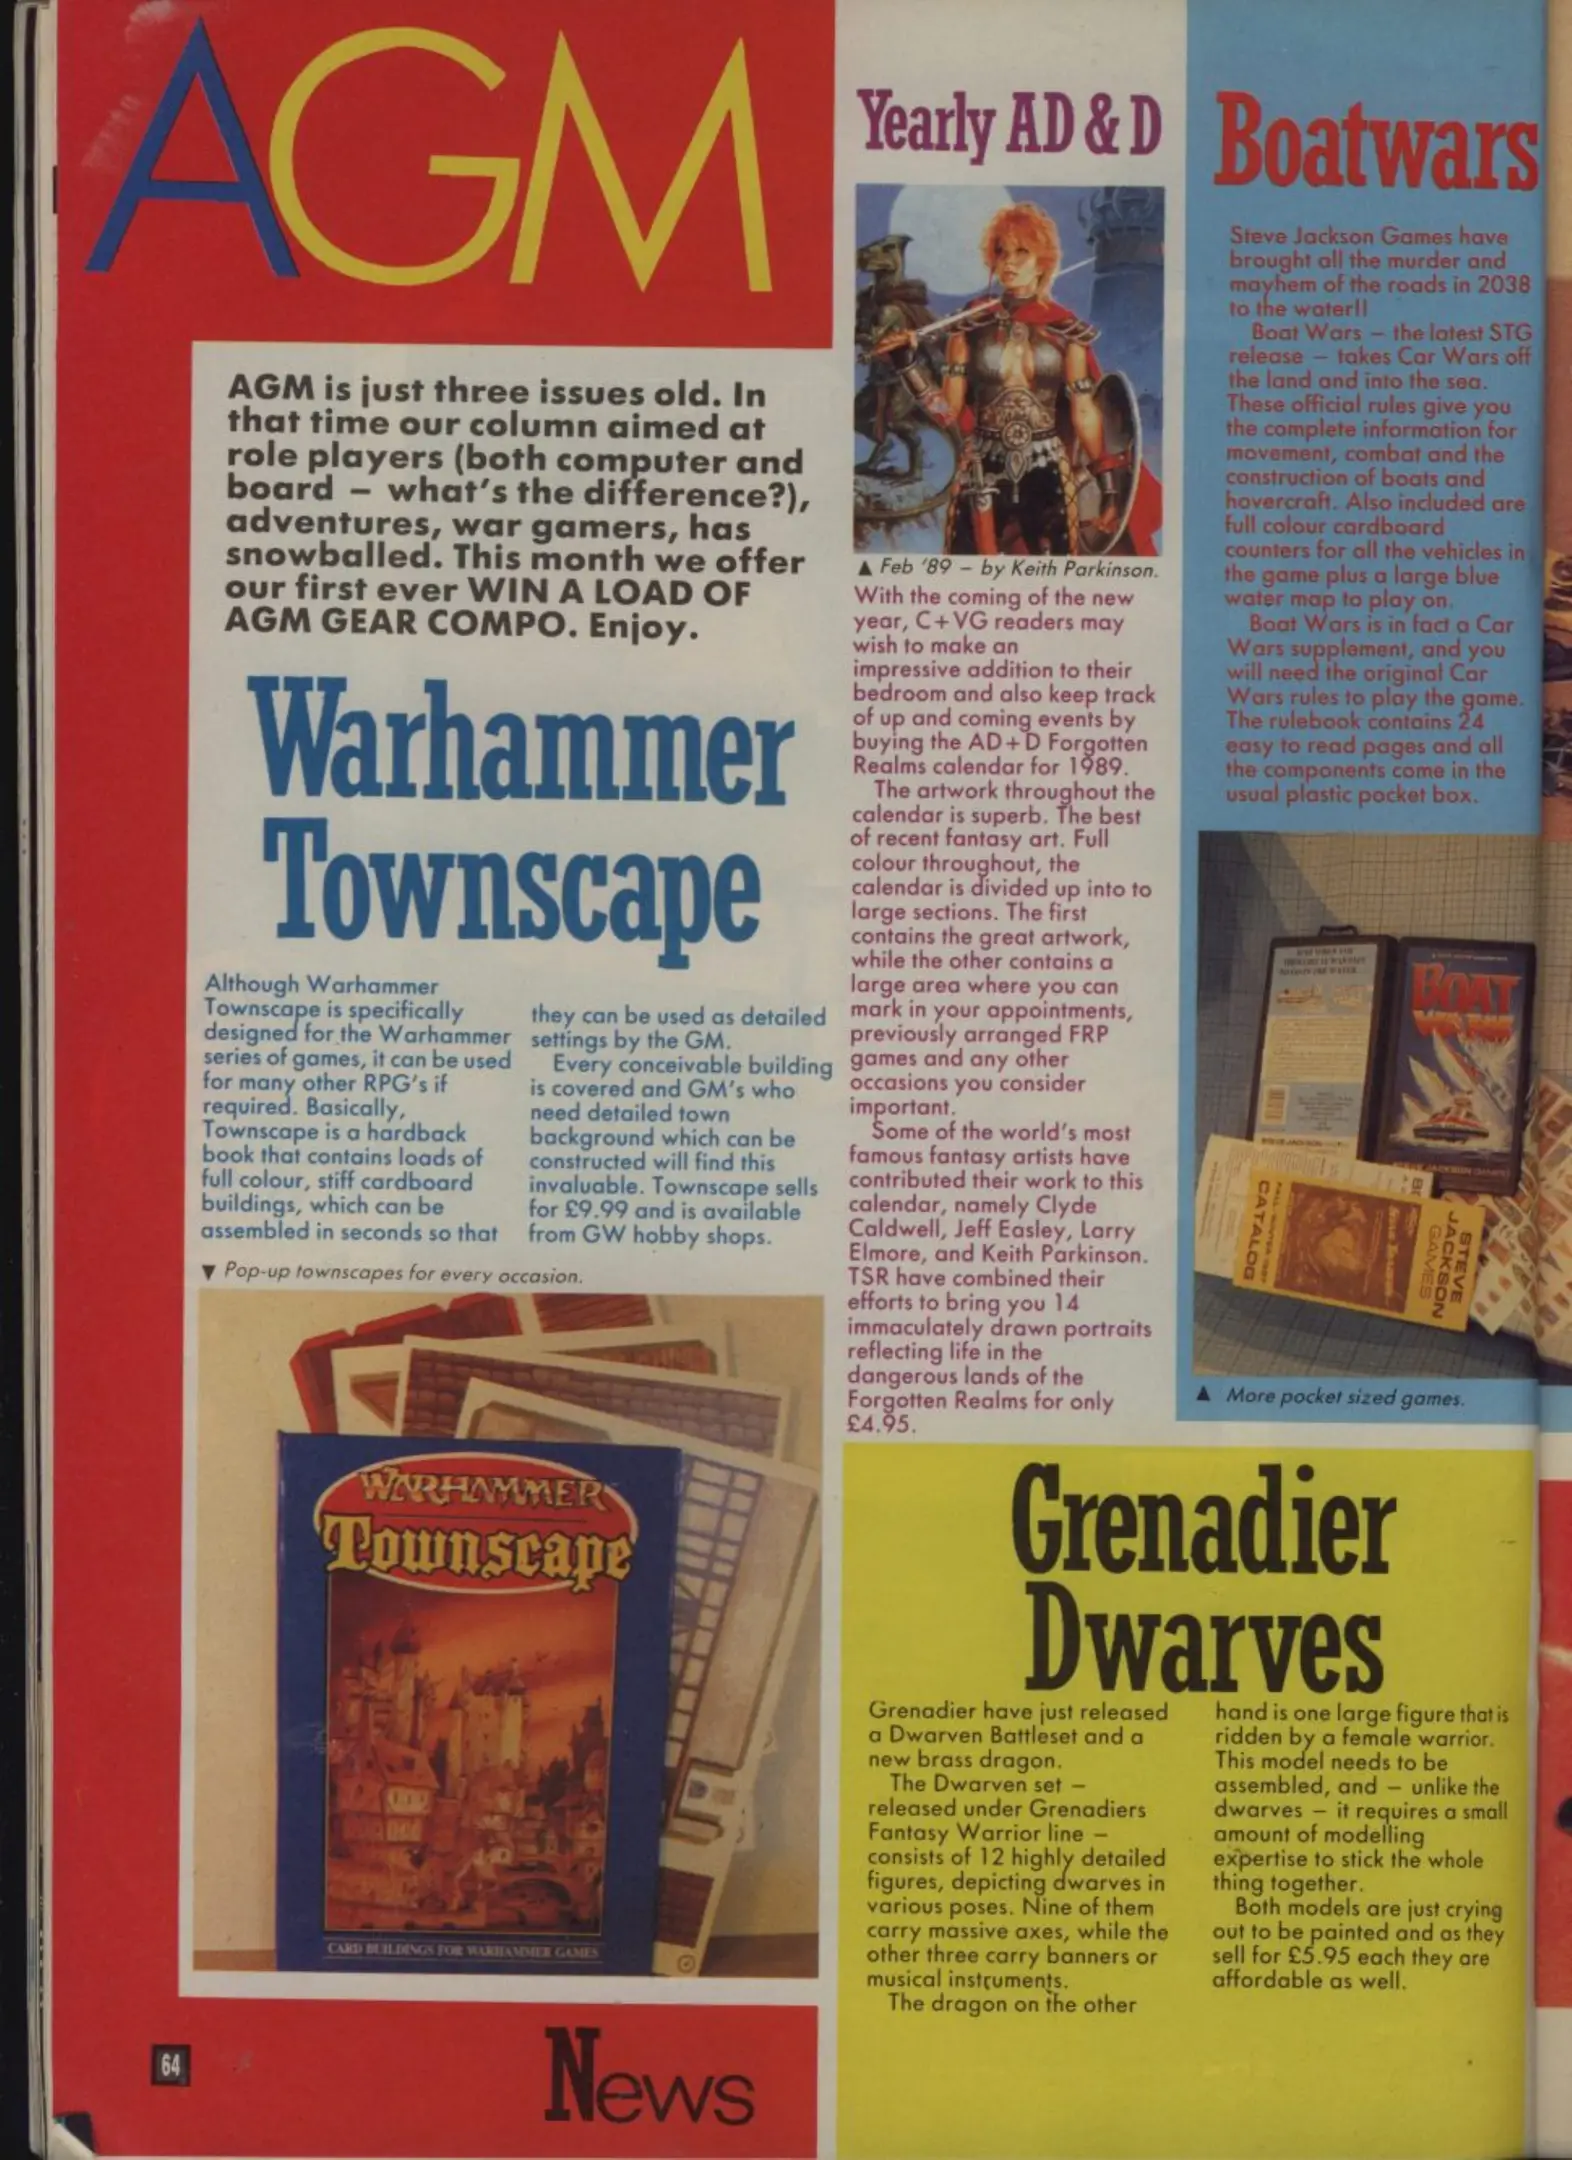 AGM
AGM is just three issues old. In
that time our column aimed at
role players (both computer and
board – what's the difference?),
adventures, war gamers, has
snowballed. This month we offer
our first ever WIN A LOAD OF
AGM GEAR COMPO. Enjoy.
Warhammer
Townscape
Although Warhammer
Townscape is specifically
designed for the Warhammer
series of games, it can be used
for many other RPG's if
required. Basically,
Townscape is a hardback
book that contains loads of
full colour, stiff cardboard
buildings, which can be
assembled in seconds so that
they can be used as detailed
settings by the GM.
Every conceivable building
is covered and GM's who
need detailed town
background which can be
constructed will find this
invaluable. Townscape sells
for £9.99 and is available
from GW hobby shops.
▼ Pop-up townscapes for every occasion.
WARHAMMER
Townscape
CARD BUILDINGS FOR WARHAMMER GAMES
64
News
Yearly AD & D
▲ Feb '89 – by Keith Parkinson.
With the coming of the new
year, C+VG readers may
wish to make an
impressive addition to their
bedroom and also keep track
of up and coming events by
buying the AD+D Forgotten
Realms calendar for 1989.
The artwork throughout the
calendar is superb. The best
of recent fantasy art. Full
colour throughout, the
calendar is divided up into to
large sections. The first
contains the great artwork,
while the other contains a
large area where you can
mark in your appointments,
previously arranged FRP
games and any other
occasions you consider
important.
Some of the world's most
famous fantasy artists have
contributed their work to this
calendar, namely Clyde
Caldwell, Jeff Easley, Larry
Elmore, and Keith Parkinson.
TSR have combined their
efforts to bring you 14
immaculately drawn portraits
reflecting life in the
dangerous lands of the
Forgotten Realms for only
£4.95.
Boatwars
Steve Jackson Games have
brought all the murder and
mayhem of the roads in 2038
to the water!!
Boat Wars – the latest STG
release – takes Car Wars off
the land and into the sea.
These official rules give you
the complete information for
movement, combat and the
construction of boats and
hovercraft. Also included are
full colour cardboard
counters for all the vehicles in
the game plus a large blue
water map to play on.
Boat Wars is in fact a Car
Wars supplement, and you
will need the original Car
Wars rules to play the game.
The rulebook contains 24
easy to read pages and all
the components come in the
usual plastic pocket box.
BOAT
WARS
STEVE JACKSON GAMES
STEVE
JACKSON
GAMES
CATALOG
▲ More pocket sized games.
Grenadier
Dwarves
Grenadier have just released
a Dwarven Battleset and a
new brass dragon.
The Dwarven set –
released under Grenadiers
Fantasy Warrior line –
consists of 12 highly detailed
figures, depicting dwarves in
various poses. Nine of them
carry massive axes, while the
other three carry banners or
musical instruments.
The dragon on the other
hand is one large figure that is
ridden by a female warrior.
This model needs to be
assembled, and – unlike the
dwarves – it requires a small
amount of modelling
expertise to stick the whole
thing together.
Both models are just crying
out to be painted and as they
sell for £5.95 each they are
affordable as well.